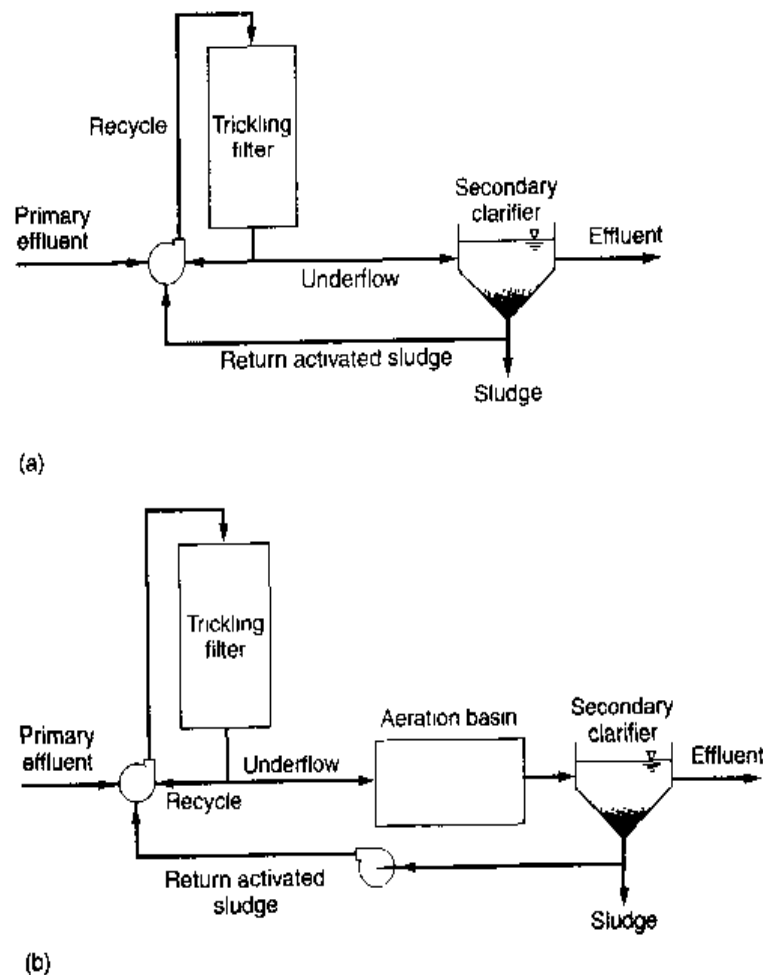 Trickling
filter
Recycle
Secondary
clarifier
Primary
effluent
Effluent
Underflow
Return activated sludge
Sludge
(a)
Trickling
filter
Aeration basin
Secondary
clarifier
Primary
effluent
Underflow
Effluent
Recycle
Return activated
sludge
Sludge
(b)